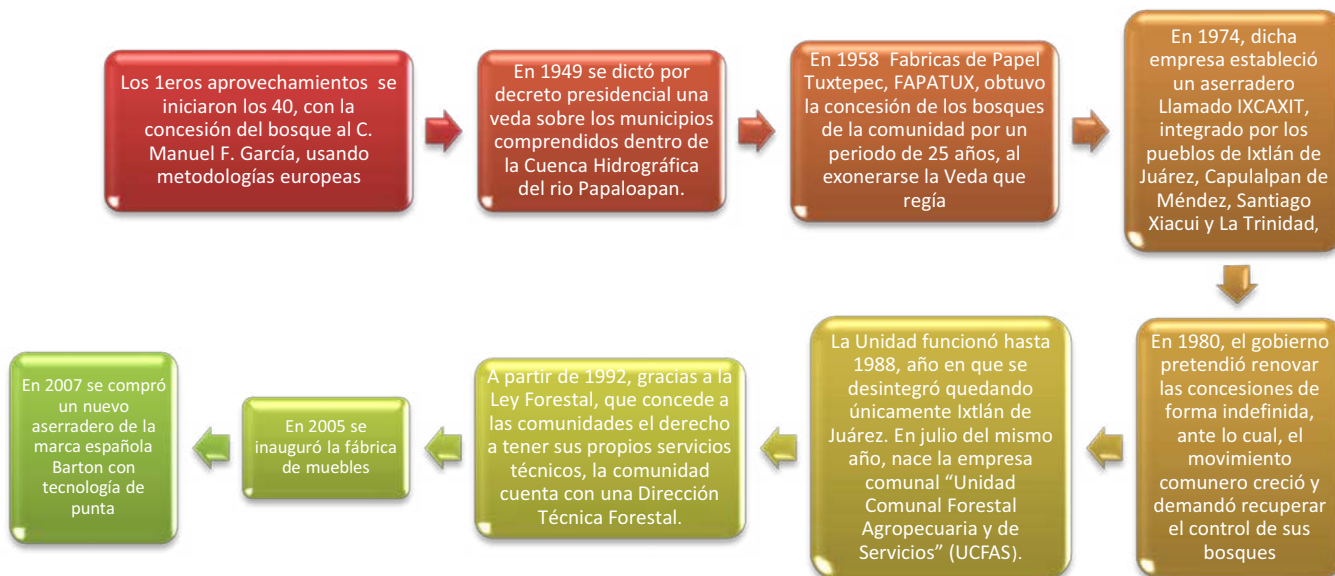 Los 1eros aprovechamientos se
iniciaron los 40, con la
concesión del bosque al C.
Manuel F. García, usando
metodologías europeas
En 1949 se dictó por
decreto presidencial una
veda sobre los municipios
comprendidos dentro de
la Cuenca Hidrográfica
del rio Papaloapan.
En 1958 Fabricas de Papel
Tuxtepec, FAPATUX, obtuvo
la concesión de los bosques
de la comunidad por un
periodo de 25 años, al
exonerarse la Veda que
regía
En 1974, dicha
empresa estableció
un aserradero
Llamado IXCAXIT,
integrado por los
pueblos de Ixtlán de
Juárez, Capulalpan de
Méndez, Santiago
Xiacui y La Trinidad,
En 1980, el gobierno
pretendió renovar
las concesiones de
forma indefinida,
ante lo cual, el
movimiento
comunero creció y
demandó recuperar
el control de sus
bosques
La Unidad funcionó hasta
1988, año en que se
desintegró quedando
únicamente Ixtlán de
Juárez. En julio del mismo
año, nace la empresa
comunal “Unidad
Comunal Forestal
Agropecuaria y de
Servicios” (UCFAS).
A partir de 1992, gracias a la
Ley Forestal, que concede a
las comunidades el derecho
a tener sus propios servicios
técnicos, la comunidad
cuenta con una Dirección
Técnica Forestal.
En 2005 se
inauguró la fábrica
de muebles
En 2007 se compró
un nuevo
aserradero de la
marca española
Barton con
tecnología de
punta